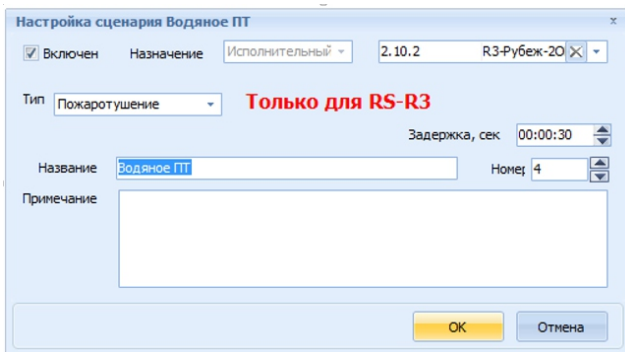 Настройка сценария Водяное ПТ x
Включен Назначение Исполнительный 2.10.2 R3-Рубеж-2О
Тип Пожаротушение Только для RS-R3
Задержка, сек 00:00:30
Название Водяное ПТ Номер 4
Примечание
ОК Отмена